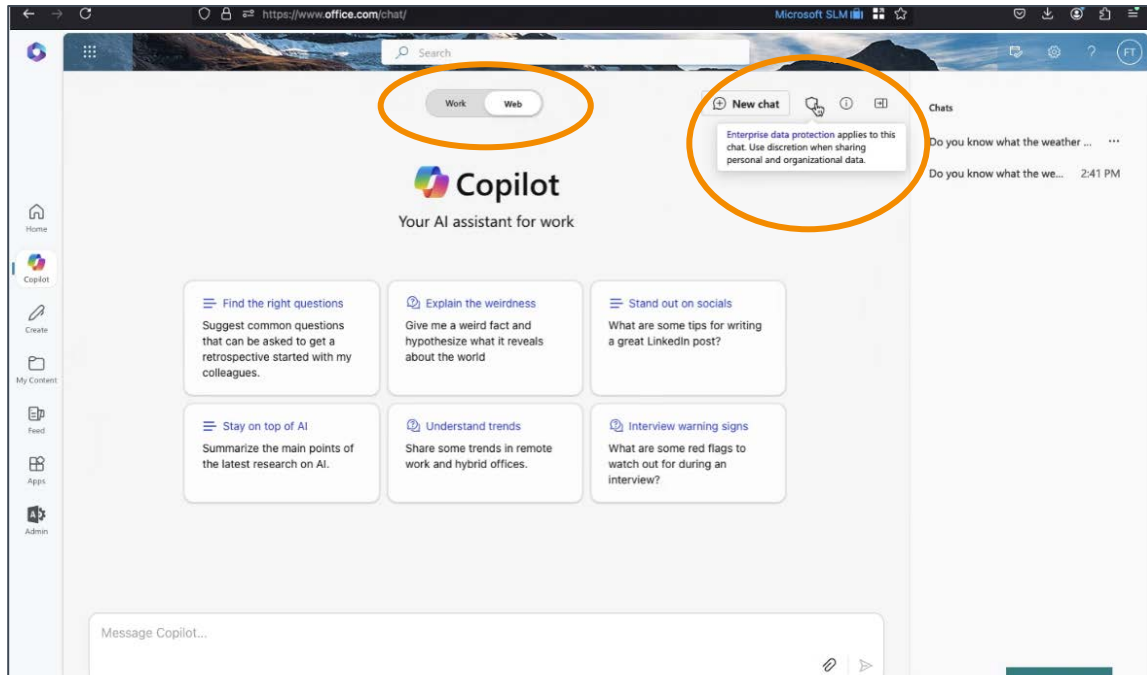 https://www.office.com/chat/
Microsoft SLM
Search
FT
Work
Web
New chat
Enterprise data protection applies to this
chat. Use discretion when sharing
personal and organizational data.
Chats
Do you know what the weather ...
Do you know what the we... 2:41 PM
Copilot
Your AI assistant for work
Home
Copilot
Create
My Content
Feed
Apps
Admin
Find the right questions
Suggest common questions
that can be asked to get a
retrospective started with my
colleagues.
Explain the weirdness
Give me a weird fact and
hypothesize what it reveals
about the world
Stand out on socials
What are some tips for writing
a great LinkedIn post?
Stay on top of AI
Summarize the main points of
the latest research on AI.
Understand trends
Share some trends in remote
work and hybrid offices.
Interview warning signs
What are some red flags to
watch out for during an
interview?
Message Copilot...